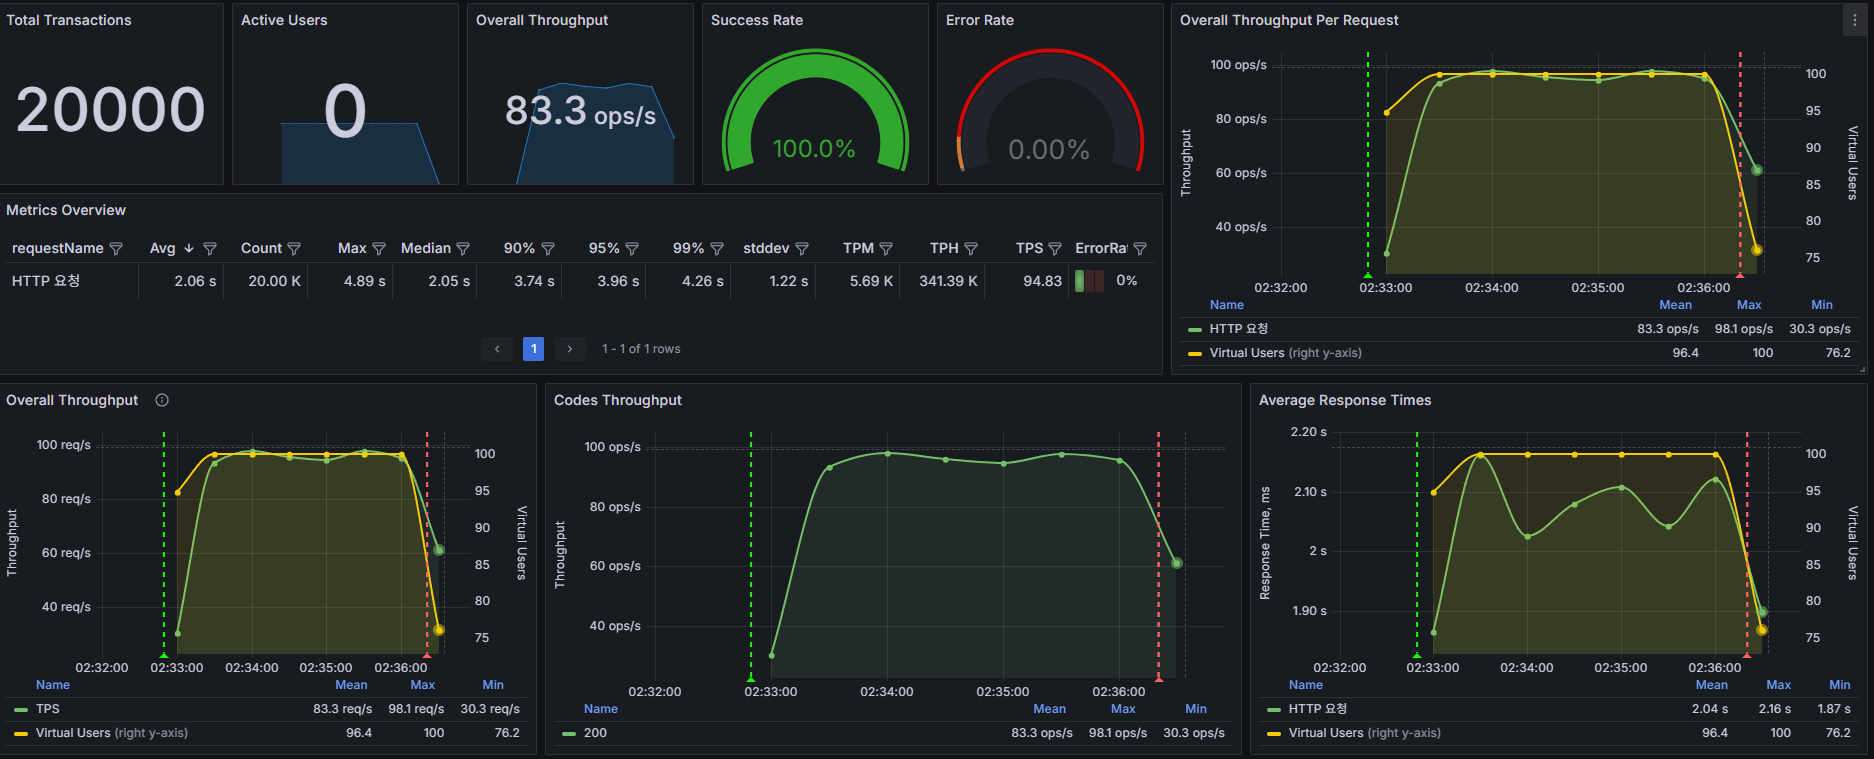 Total Transactions
20000
Active Users
0
Overall Throughput
83.3 ops/s
Success Rate
100.0%
Error Rate
0.00%
Overall Throughput Per Request
100 ops/s
80 ops/s
60 ops/s
40 ops/s
Throughput
100
95
90
85
80
75
Virtual Users
02:32:00 02:33:00 02:34:00 02:35:00 02:36:00
Name Mean Max Min
HTTP 요청 83.3 ops/s 98.1 ops/s 30.3 ops/s
Virtual Users (right y-axis) 96.4 100 76.2
Metrics Overview
requestName Avg Count Max Median 90% 95% 99% stddev TPM TPH TPS ErrorRa
HTTP 요청 2.06 s 20.00 K 4.89 s 2.05 s 3.74 s 3.96 s 4.26 s 1.22 s 5.69 K 341.39 K 94.83 0%
1
1 - 1 of 1 rows
Overall Throughput
100 req/s
80 req/s
60 req/s
40 req/s
Throughput
100
95
90
85
80
75
Virtual Users
02:32:00 02:33:00 02:34:00 02:35:00 02:36:00
Name Mean Max Min
TPS 83.3 req/s 98.1 req/s 30.3 req/s
Virtual Users (right y-axis) 96.4 100 76.2
Codes Throughput
100 ops/s
80 ops/s
60 ops/s
40 ops/s
Throughput
02:32:00 02:33:00 02:34:00 02:35:00 02:36:00
Name Mean Max Min
200 83.3 ops/s 98.1 ops/s 30.3 ops/s
Average Response Times
2.20 s
2.10 s
2 s
1.90 s
Response Time, ms
100
95
90
85
80
75
Virtual Users
02:32:00 02:33:00 02:34:00 02:35:00 02:36:00
Name Mean Max Min
HTTP 요청 2.04 s 2.16 s 1.87 s
Virtual Users (right y-axis) 96.4 100 76.2